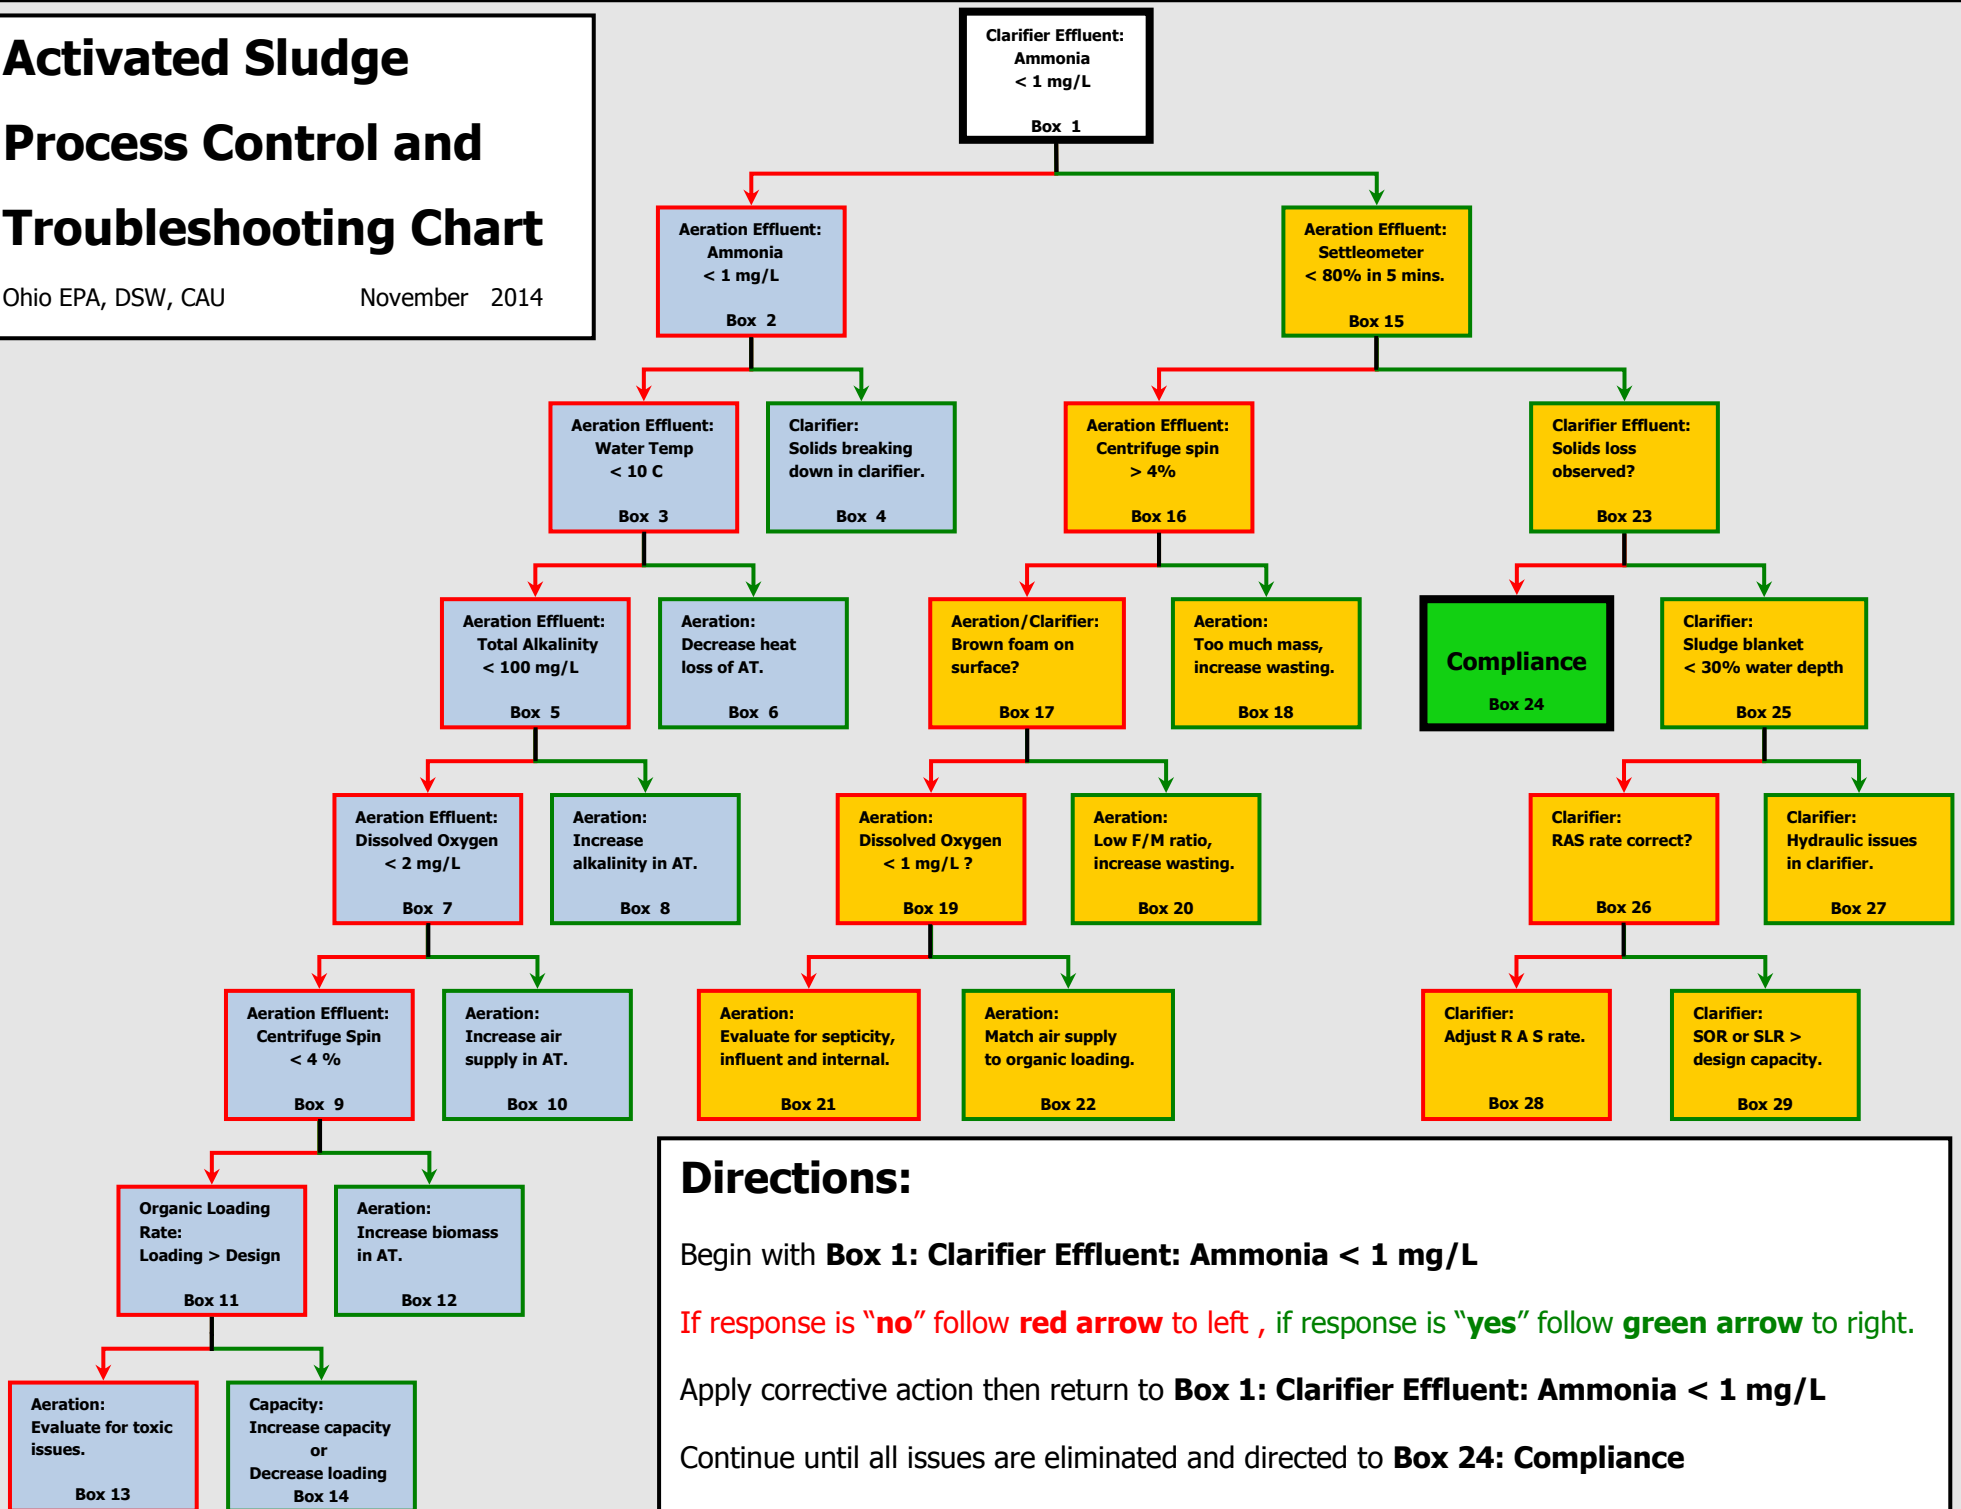 Activated Sludge
Process Control and
Troubleshooting Chart
Ohio EPA, DSW, CAU November 2014
Clarifier Effluent:
Ammonia
< 1 mg/L
Box 1
Aeration Effluent:
Ammonia
< 1 mg/L
Box 2
Aeration Effluent:
Settleometer
< 80% in 5 mins.
Box 15
Aeration Effluent:
Water Temp
< 10 C
Box 3
Clarifier:
Solids breaking
down in clarifier.
Box 4
Aeration Effluent:
Centrifuge spin
> 4%
Box 16
Clarifier Effluent:
Solids loss
observed?
Box 23
Aeration Effluent:
Total Alkalinity
< 100 mg/L
Box 5
Aeration:
Decrease heat
loss of AT.
Box 6
Aeration/Clarifier:
Brown foam on
surface?
Box 17
Aeration:
Too much mass,
increase wasting.
Box 18
Compliance
Box 24
Clarifier:
Sludge blanket
< 30% water depth
Box 25
Aeration Effluent:
Dissolved Oxygen
< 2 mg/L
Box 7
Aeration:
Increase
alkalinity in AT.
Box 8
Aeration:
Dissolved Oxygen
< 1 mg/L ?
Box 19
Aeration:
Low F/M ratio,
increase wasting.
Box 20
Clarifier:
RAS rate correct?
Box 26
Clarifier:
Hydraulic issues
in clarifier.
Box 27
Aeration Effluent:
Centrifuge Spin
< 4 %
Box 9
Aeration:
Increase air
supply in AT.
Box 10
Aeration:
Evaluate for septicity,
influent and internal.
Box 21
Aeration:
Match air supply
to organic loading.
Box 22
Clarifier:
Adjust R A S rate.
Box 28
Clarifier:
SOR or SLR >
design capacity.
Box 29
Organic Loading
Rate:
Loading > Design
Box 11
Aeration:
Increase biomass
in AT.
Box 12
Aeration:
Evaluate for toxic
issues.
Box 13
Capacity:
Increase capacity
or
Decrease loading
Box 14
Directions:
Begin with Box 1: Clarifier Effluent: Ammonia < 1 mg/L
If response is “no” follow red arrow to left , if response is “yes” follow green arrow to right.
Apply corrective action then return to Box 1: Clarifier Effluent: Ammonia < 1 mg/L
Continue until all issues are eliminated and directed to Box 24: Compliance